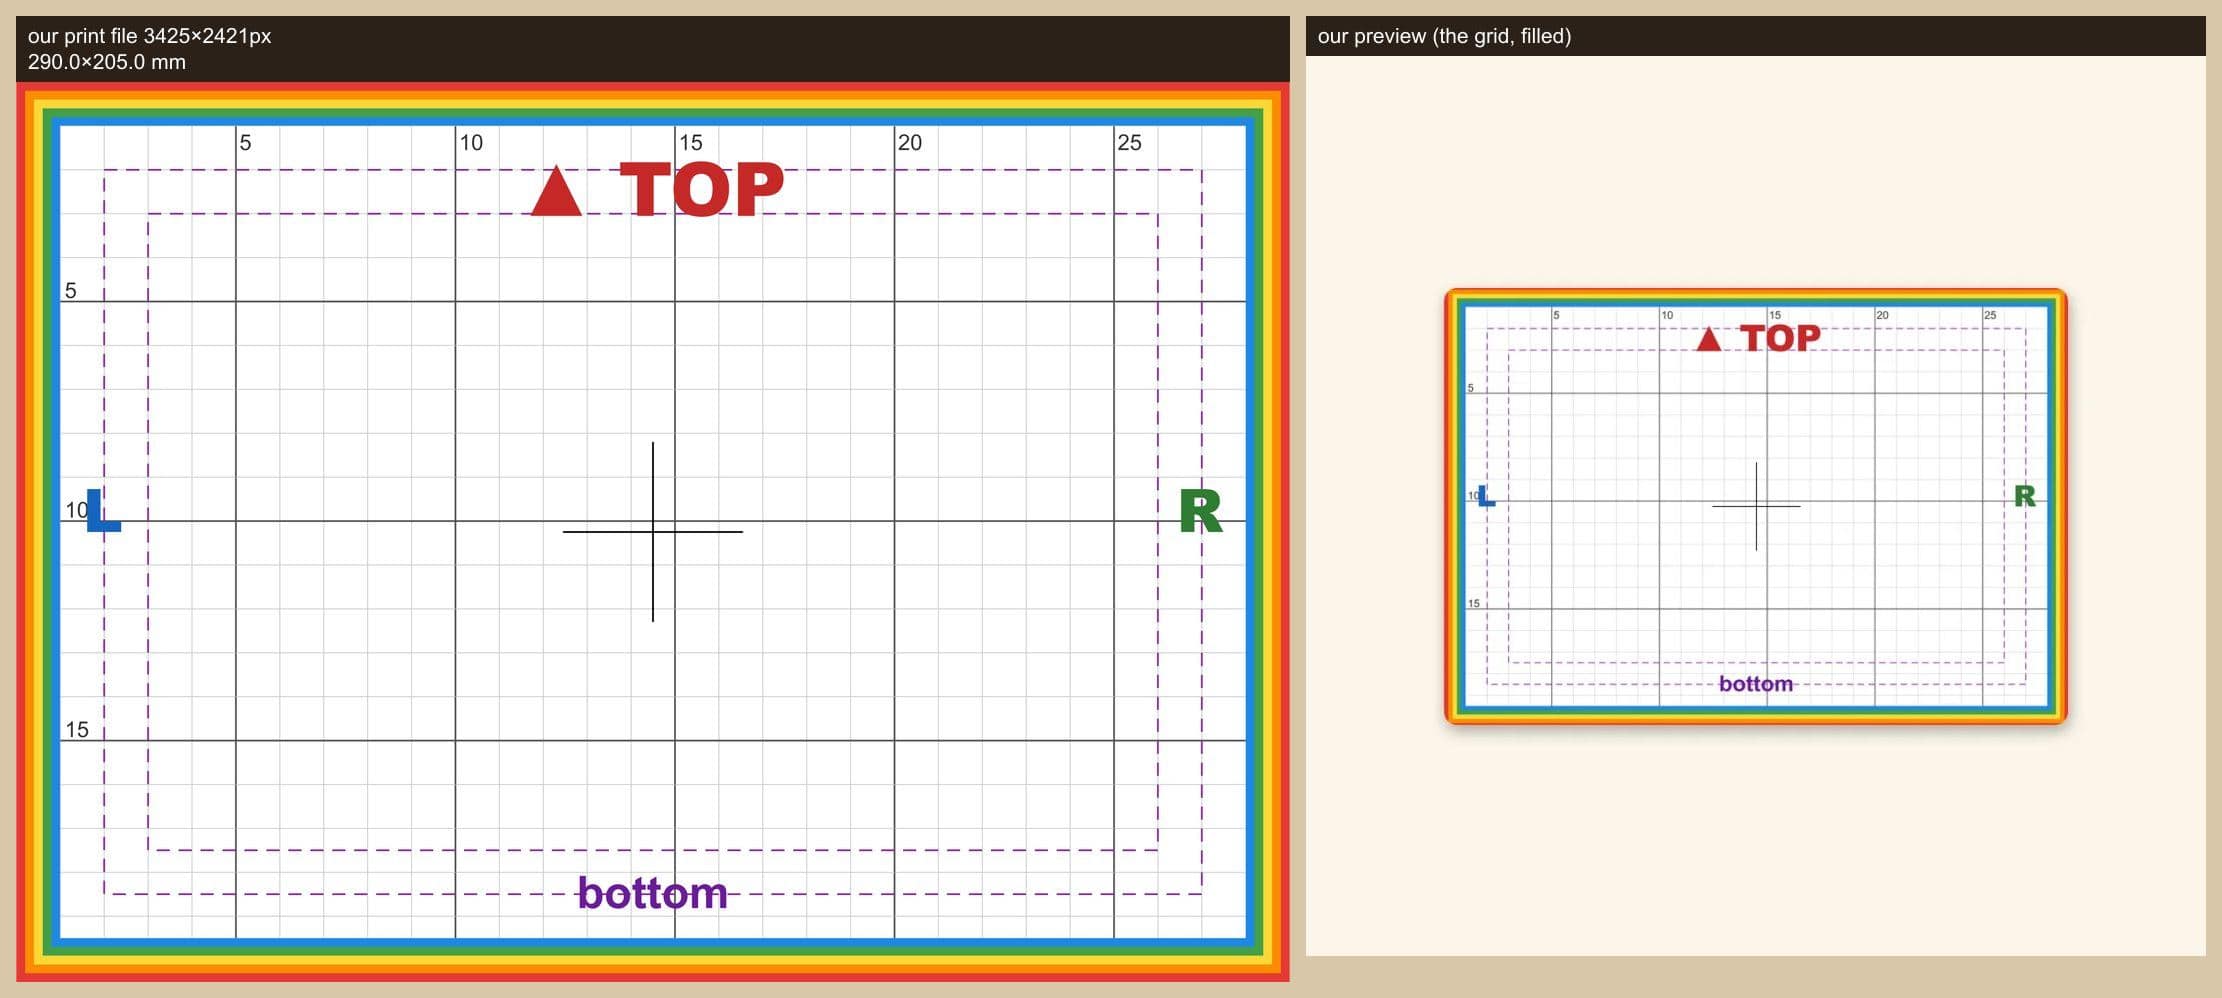 our print file 3425×2421px
290.0×205.0 mm
5 10 15 20 25
▲ TOP
5
10 L R
15
bottom
our preview (the grid, filled)
5 10 15 20 25
▲ TOP
5
10 L R
15
bottom